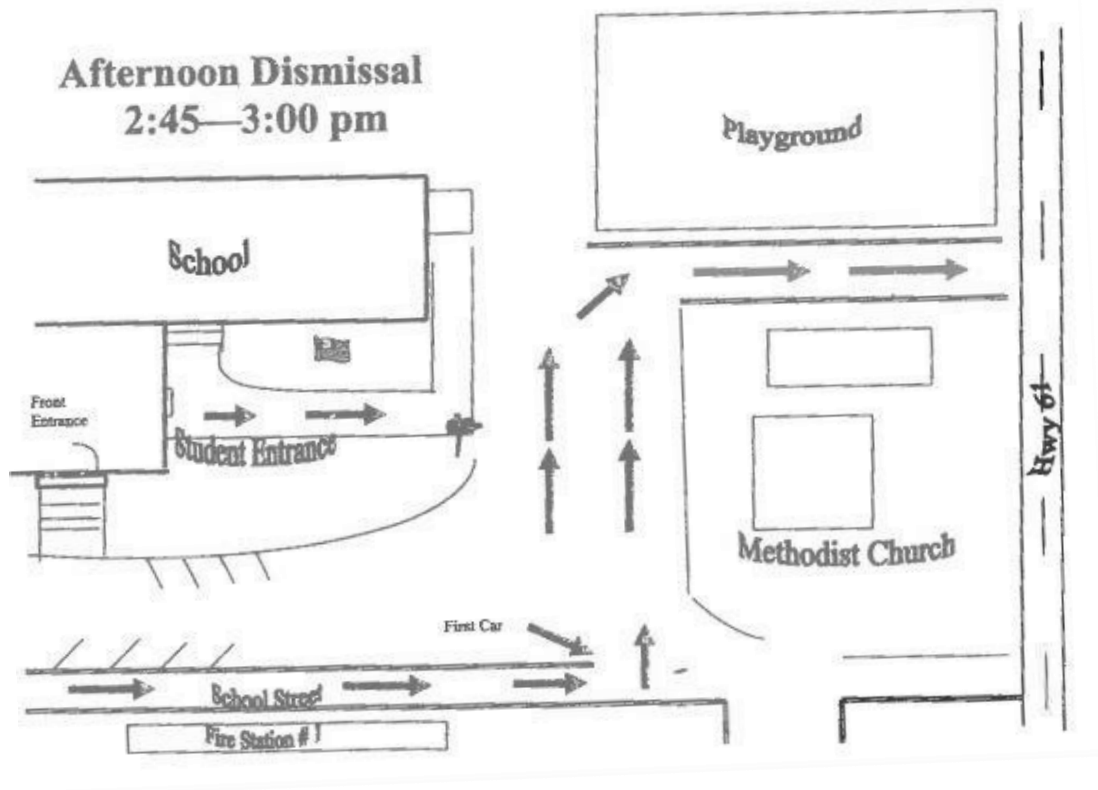 Afternoon Dismissal
2:45—3:00 pm
Playground
School
Front
Entrance
Student Entrance
Hwy 61
Methodist Church
First Car
School Street
Fire Station # 1